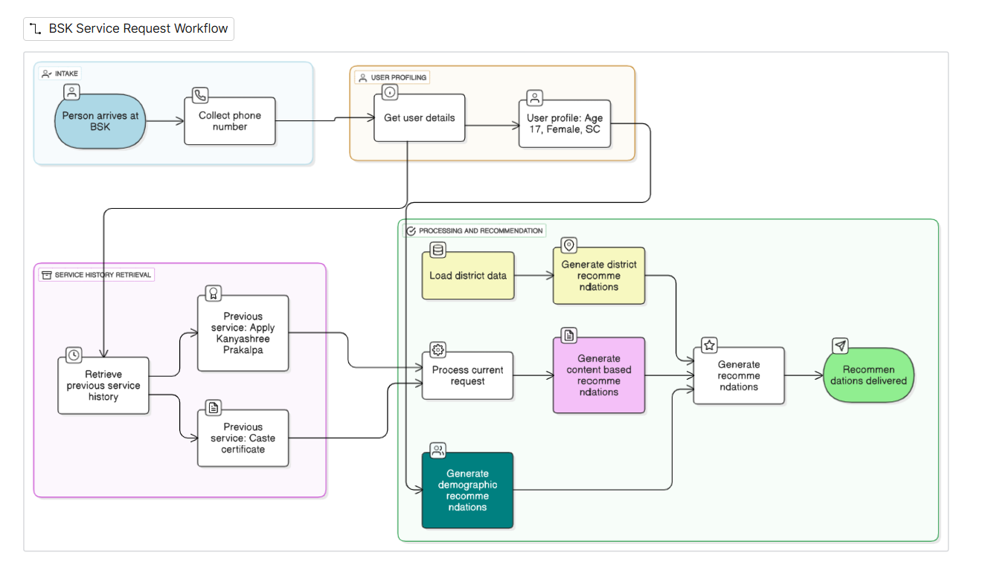 BSK Service Request Workflow
INTAKE
Person arrives at
BSK
Collect phone
number
USER PROFILING
Get user details
User profile: Age
17, Female, SC
PROCESSING AND RECOMMENDATION
Load district data
Generate district
recomme
ndations
SERVICE HISTORY RETRIEVAL
Previous
service: Apply
Kanyashree
Prakalpa
Retrieve
previous service
history
Previous
service: Caste
certificate
Process current
request
Generate
content based
recomme
ndations
Generate
recomme
ndations
Recommen
dations delivered
Generate
demographic
recomme
ndations